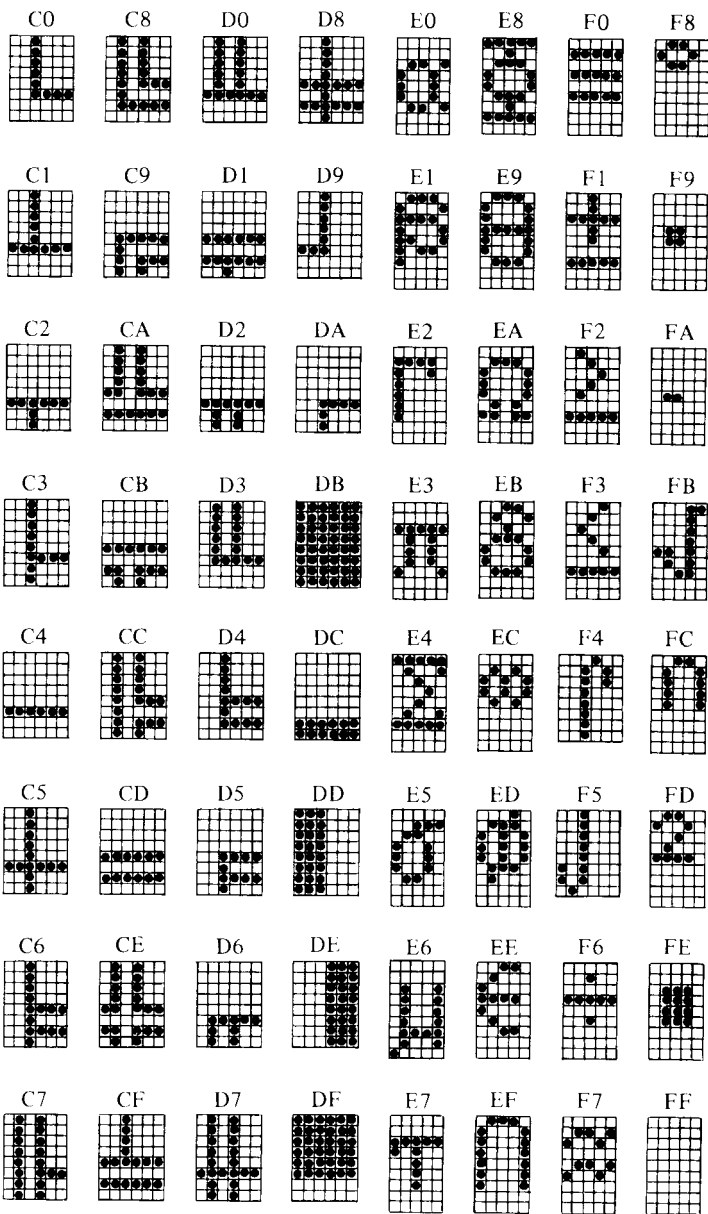 C0 C8 D0 D8 E0 E8 F0 F8
C1 C9 D1 D9 E1 E9 F1 F9
C2 CA D2 DA E2 EA F2 FA
C3 CB D3 DB E3 EB F3 FB
C4 CC D4 DC E4 EC F4 FC
C5 CD D5 DD E5 ED F5 FD
C6 CE D6 DE E6 EE F6 FE
C7 CF D7 DF E7 EF F7 FF